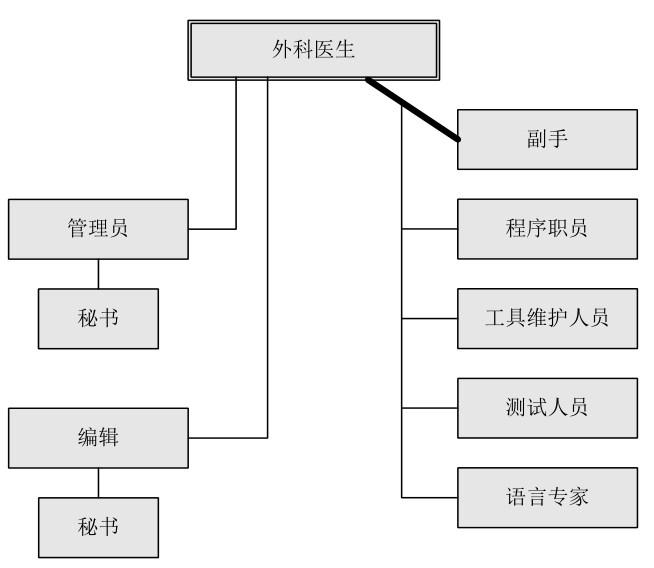 外科医生
副手
管理员
程序职员
秘书
工具维护人员
编辑
测试人员
秘书
语言专家